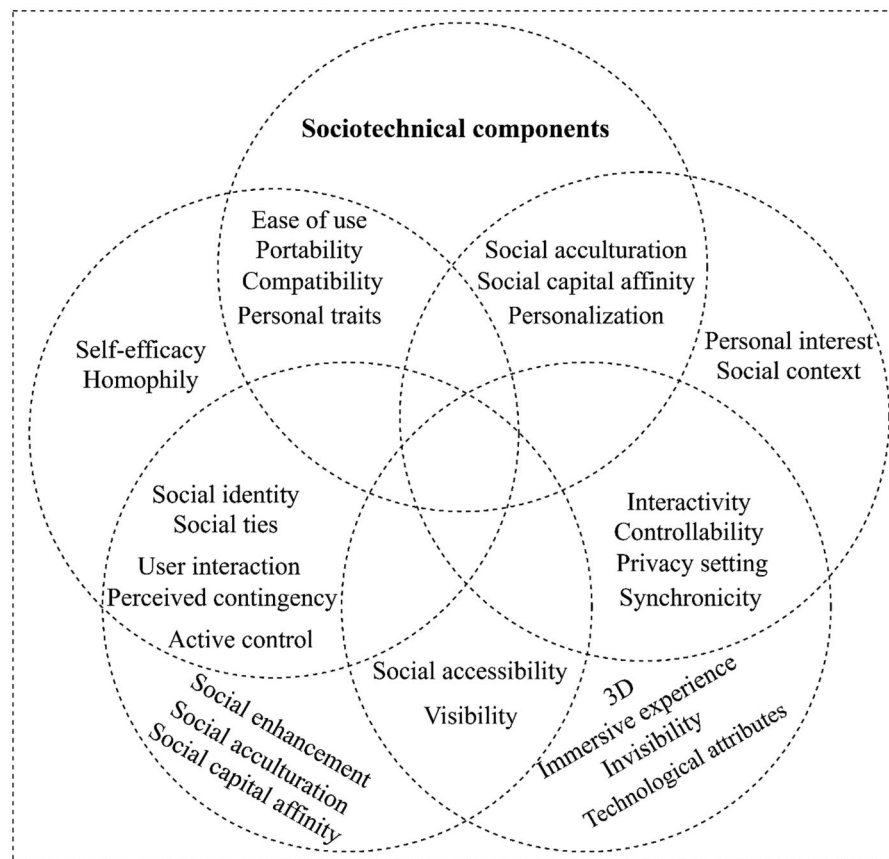 Sociotechnical components
Ease of use
Portability
Compatibility
Personal traits
Social acculturation
Social capital affinity
Personalization
Self-efficacy
Homophily
Personal interest
Social context
Social identity
Social ties
User interaction
Perceived contingency
Active control
Interactivity
Controllability
Privacy setting
Synchronicity
Social accessibility
Visibility
Social enhancement
Social acculturation
Social capital affinity
3D
Immersive experience
Invisibility
Technological attributes